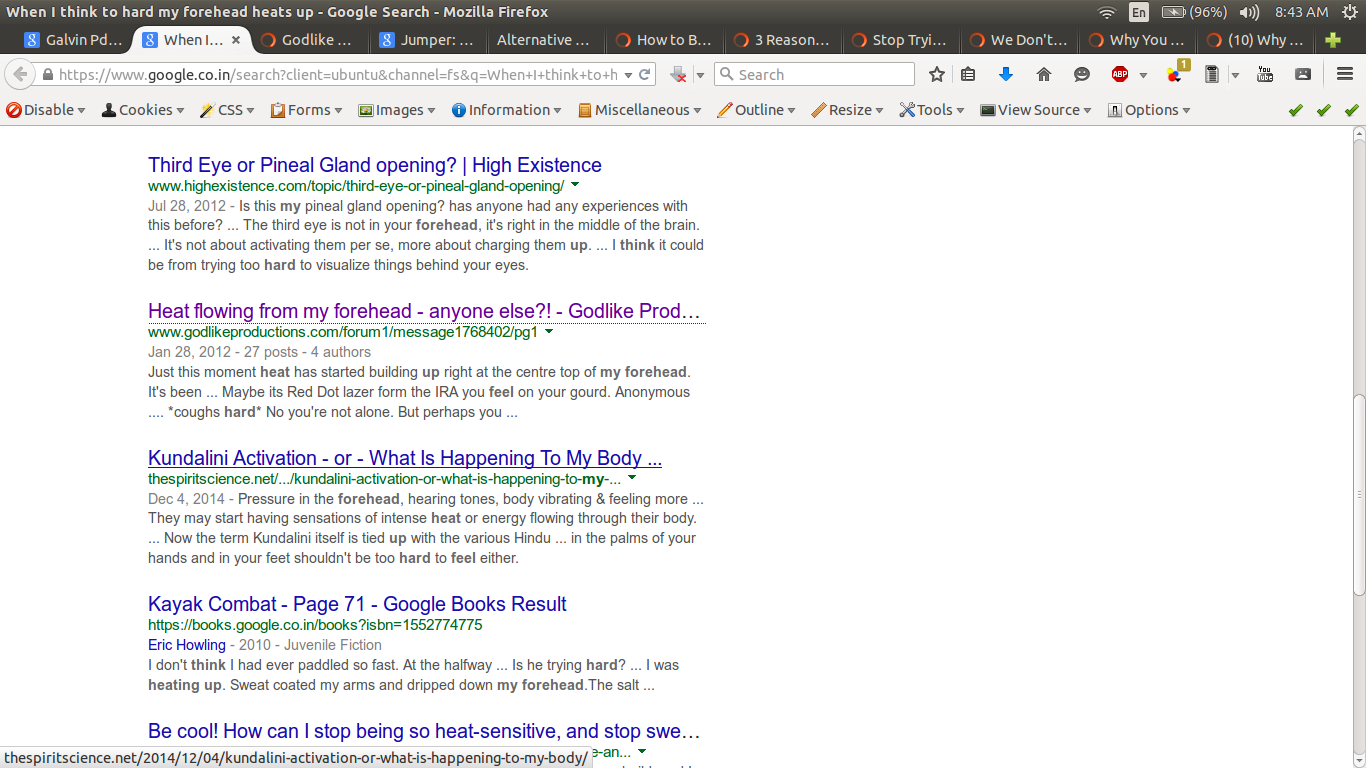 When I think to hard my forehead heats up - Google Search - Mozilla Firefox
En (96%) 8:43 AM
Galvin Pd... When I... × Godlike ... Jumper: ... Alternative ... How to B... 3 Reason... Stop Tryi... We Don't... Why You ... (10) Why ...
https://www.google.co.in/search?client=ubuntu&channel=fs&q=When+I+think+to+h Search ABP 1 You Tube
Disable Cookies CSS Forms Images Information Miscellaneous Outline Resize Tools View Source Options
Third Eye or Pineal Gland opening? | High Existence
www.highexistence.com/topic/third-eye-or-pineal-gland-opening/
Jul 28, 2012 - Is this my pineal gland opening? has anyone had any experiences with
this before? ... The third eye is not in your forehead, it's right in the middle of the brain.
... It's not about activating them per se, more about charging them up. ... I think it could
be from trying too hard to visualize things behind your eyes.
Heat flowing from my forehead - anyone else?! - Godlike Prod...
www.godlikeproductions.com/forum1/message1768402/pg1
Jan 28, 2012 - 27 posts - 4 authors
Just this moment heat has started building up right at the centre top of my forehead.
It's been ... Maybe its Red Dot lazer form the IRA you feel on your gourd. Anonymous
.... *coughs hard* No you're not alone. But perhaps you ...
Kundalini Activation - or - What Is Happening To My Body ...
thespiritscience.net/.../kundalini-activation-or-what-is-happening-to-my-...
Dec 4, 2014 - Pressure in the forehead, hearing tones, body vibrating & feeling more ...
They may start having sensations of intense heat or energy flowing through their body.
... Now the term Kundalini itself is tied up with the various Hindu ... in the palms of your
hands and in your feet shouldn't be too hard to feel either.
Kayak Combat - Page 71 - Google Books Result
https://books.google.co.in/books?isbn=1552774775
Eric Howling - 2010 - Juvenile Fiction
I don't think I had ever paddled so fast. At the halfway ... Is he trying hard? ... I was
heating up. Sweat coated my arms and dripped down my forehead.The salt ...
Be cool! How can I stop being so heat-sensitive, and stop swe...
e-an...
thespiritscience.net/2014/12/04/kundalini-activation-or-what-is-happening-to-my-body/